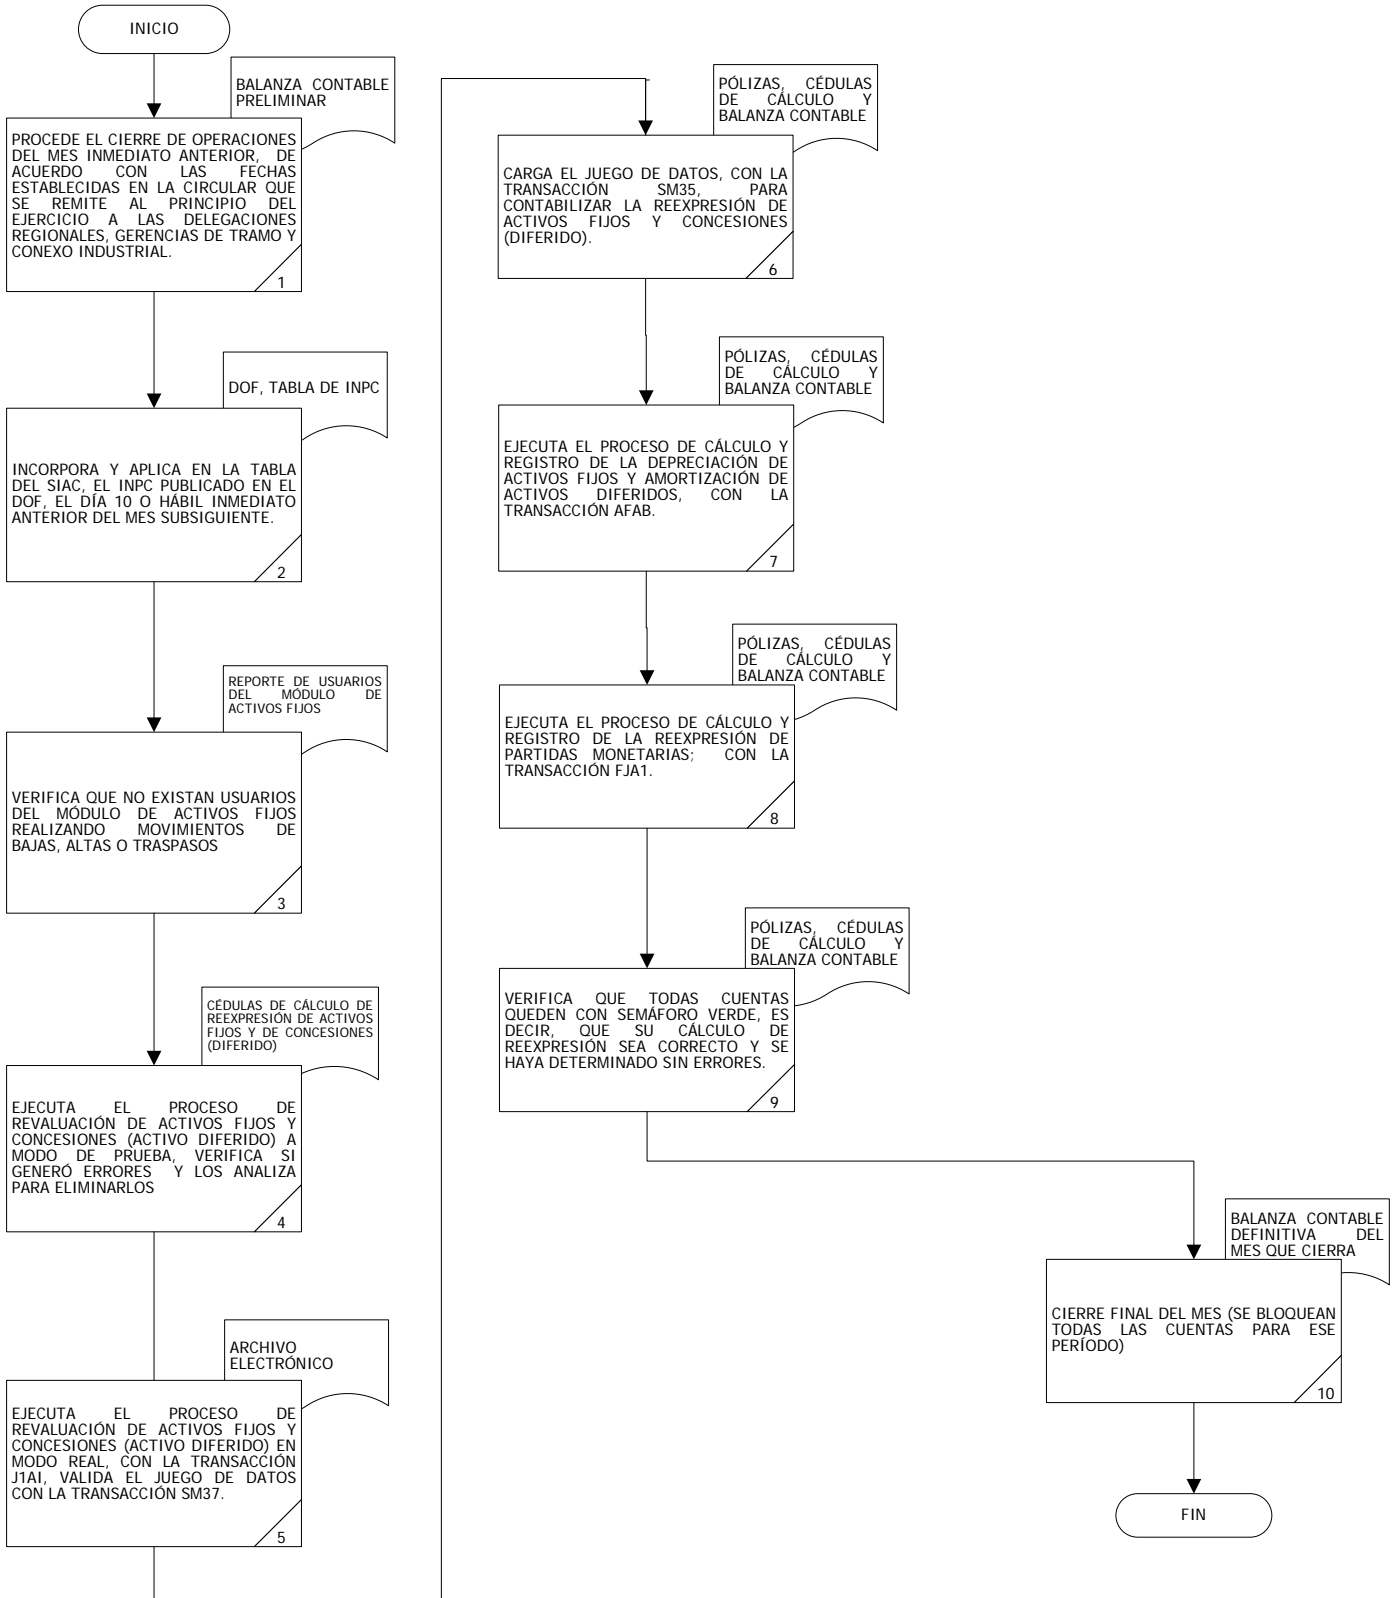 INICIO
BALANZA CONTABLE
PRELIMINAR
PROCEDE EL CIERRE DE OPERACIONES
DEL MES INMEDIATO ANTERIOR, DE
ACUERDO CON LAS FECHAS
ESTABLECIDAS EN LA CIRCULAR QUE
SE REMITE AL PRINCIPIO DEL
EJERCICIO A LAS DELEGACIONES
REGIONALES, GERENCIAS DE TRAMO Y
CONEXO INDUSTRIAL.
1
DOF, TABLA DE INPC
INCORPORA Y APLICA EN LA TABLA
DEL SIAC, EL INPC PUBLICADO EN EL
DOF, EL DÍA 10 O HÁBIL INMEDIATO
ANTERIOR DEL MES SUBSIGUIENTE.
2
REPORTE DE USUARIOS
DEL MÓDULO DE
ACTIVOS FIJOS
VERIFICA QUE NO EXISTAN USUARIOS
DEL MÓDULO DE ACTIVOS FIJOS
REALIZANDO MOVIMIENTOS DE
BAJAS, ALTAS O TRASPASOS
3
CÉDULAS DE CÁLCULO DE
REEXPRESIÓN DE ACTIVOS
FIJOS Y DE CONCESIONES
(DIFERIDO)
EJECUTA EL PROCESO DE
REVALUACIÓN DE ACTIVOS FIJOS Y
CONCESIONES (ACTIVO DIFERIDO) A
MODO DE PRUEBA, VERIFICA SI
GENERÓ ERRORES Y LOS ANALIZA
PARA ELIMINARLOS
4
ARCHIVO
ELECTRÓNICO
EJECUTA EL PROCESO DE
REVALUACIÓN DE ACTIVOS FIJOS Y
CONCESIONES (ACTIVO DIFERIDO) EN
MODO REAL, CON LA TRANSACCIÓN
J1AI, VALIDA EL JUEGO DE DATOS
CON LA TRANSACCIÓN SM37.
5
PÓLIZAS, CÉDULAS
DE CÁLCULO Y
BALANZA CONTABLE
CARGA EL JUEGO DE DATOS, CON LA
TRANSACCIÓN SM35, PARA
CONTABILIZAR LA REEXPRESIÓN DE
ACTIVOS FIJOS Y CONCESIONES
(DIFERIDO).
6
PÓLIZAS, CÉDULAS
DE CÁLCULO Y
BALANZA CONTABLE
EJECUTA EL PROCESO DE CÁLCULO Y
REGISTRO DE LA DEPRECIACIÓN DE
ACTIVOS FIJOS Y AMORTIZACIÓN DE
ACTIVOS DIFERIDOS, CON LA
TRANSACCIÓN AFAB.
7
PÓLIZAS, CÉDULAS
DE CÁLCULO Y
BALANZA CONTABLE
EJECUTA EL PROCESO DE CÁLCULO Y
REGISTRO DE LA REEXPRESIÓN DE
PARTIDAS MONETARIAS; CON LA
TRANSACCIÓN FJA1.
8
PÓLIZAS, CÉDULAS
DE CÁLCULO Y
BALANZA CONTABLE
VERIFICA QUE TODAS CUENTAS
QUEDEN CON SEMÁFORO VERDE, ES
DECIR, QUE SU CÁLCULO DE
REEXPRESIÓN SEA CORRECTO Y SE
HAYA DETERMINADO SIN ERRORES.
9
BALANZA CONTABLE
DEFINITIVA DEL
MES QUE CIERRA
CIERRE FINAL DEL MES (SE BLOQUEAN
TODAS LAS CUENTAS PARA ESE
PERÍODO)
10
FIN